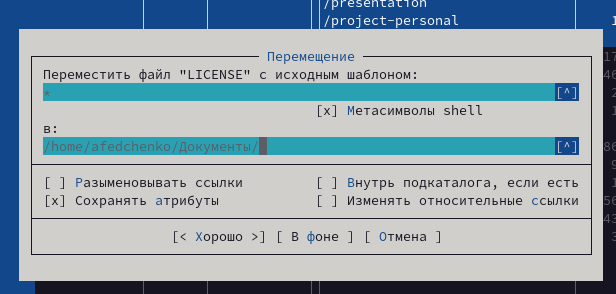 /presentation
/project-personal
Перемещение
Переместить файл "LICENSE" с исходным шаблоном:
* [^]
[x] Метасимволы shell
в:
/home/afedchenko/Документы/ [^]
[ ] Разыменовывать ссылки [ ] Внутрь подкаталога, если есть
[x] Сохранять атрибуты [ ] Изменять относительные ссылки
[< Хорошо >] [ В фоне ] [ Отмена ]